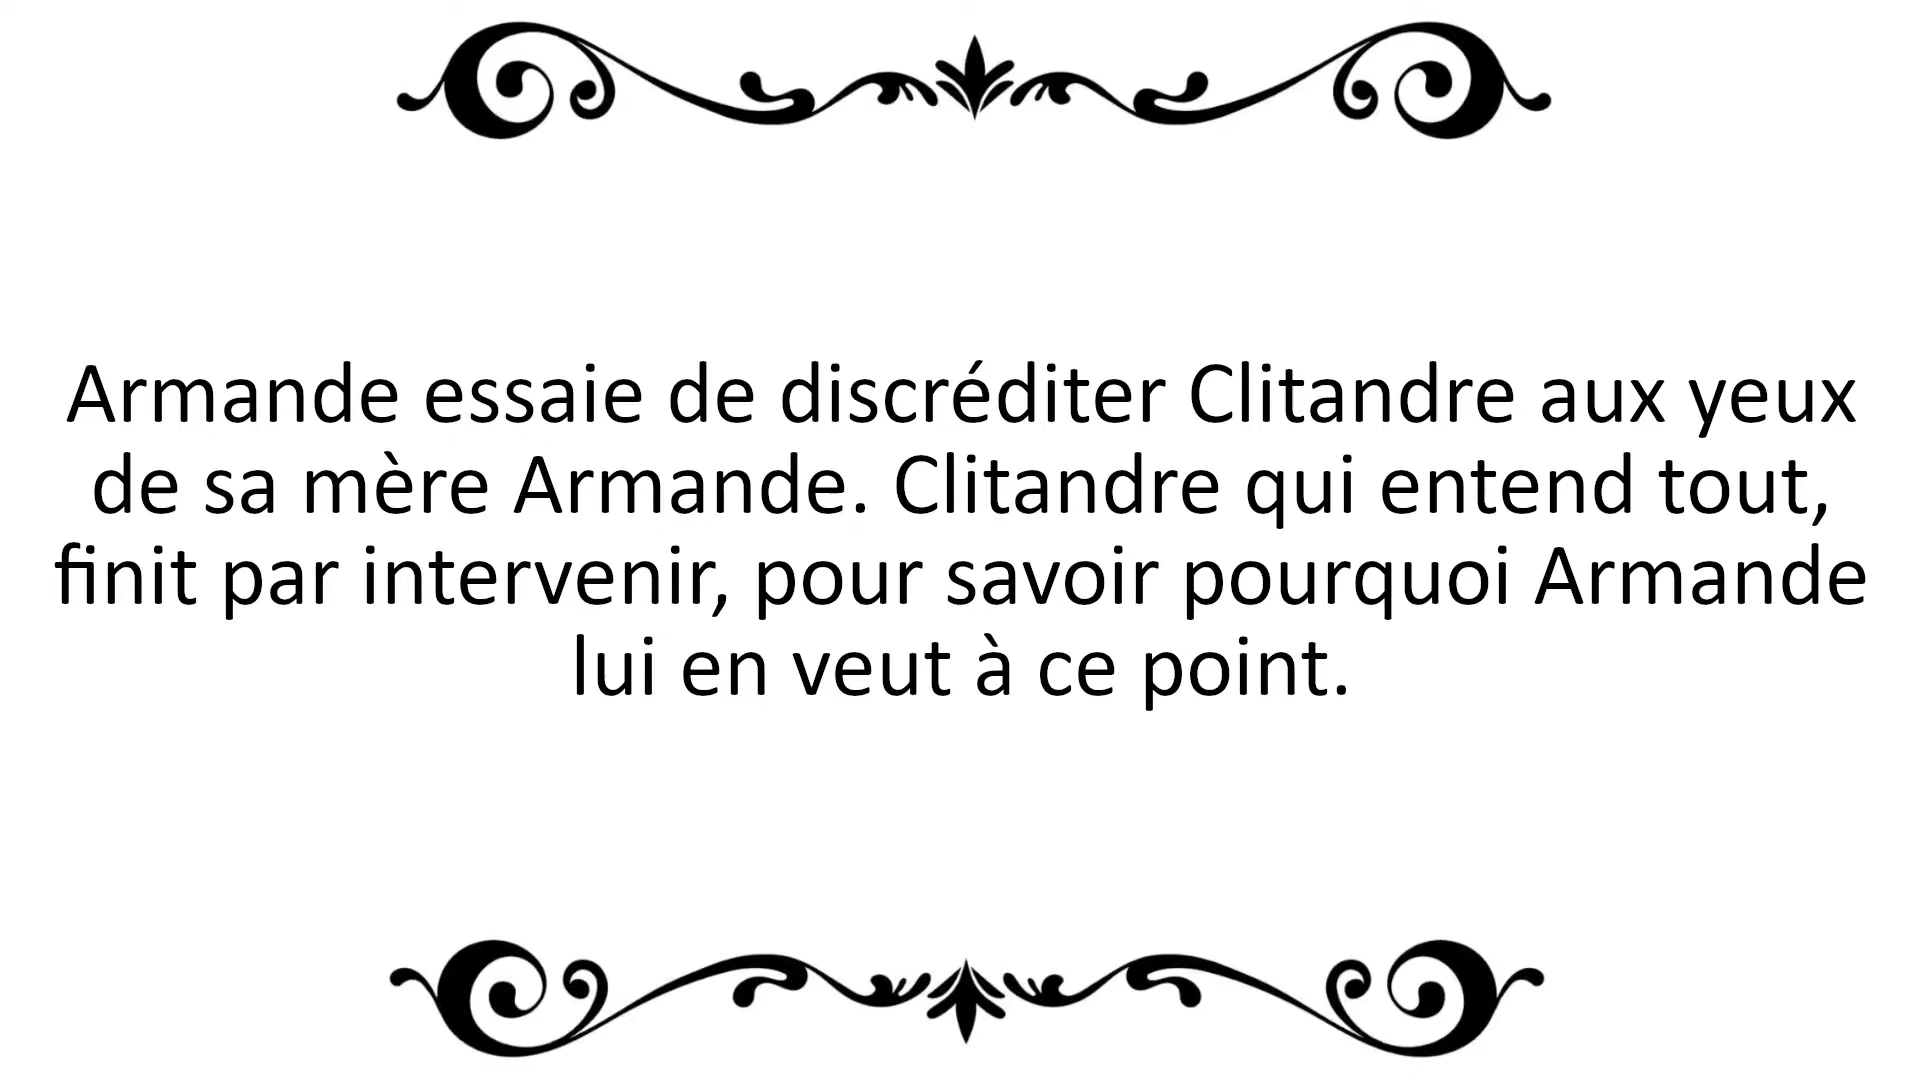 Armande essaie de discréditer Clitandre aux yeux
de sa mère Armande. Clitandre qui entend tout,
finit par intervenir, pour savoir pourquoi Armande
lui en veut à ce point.